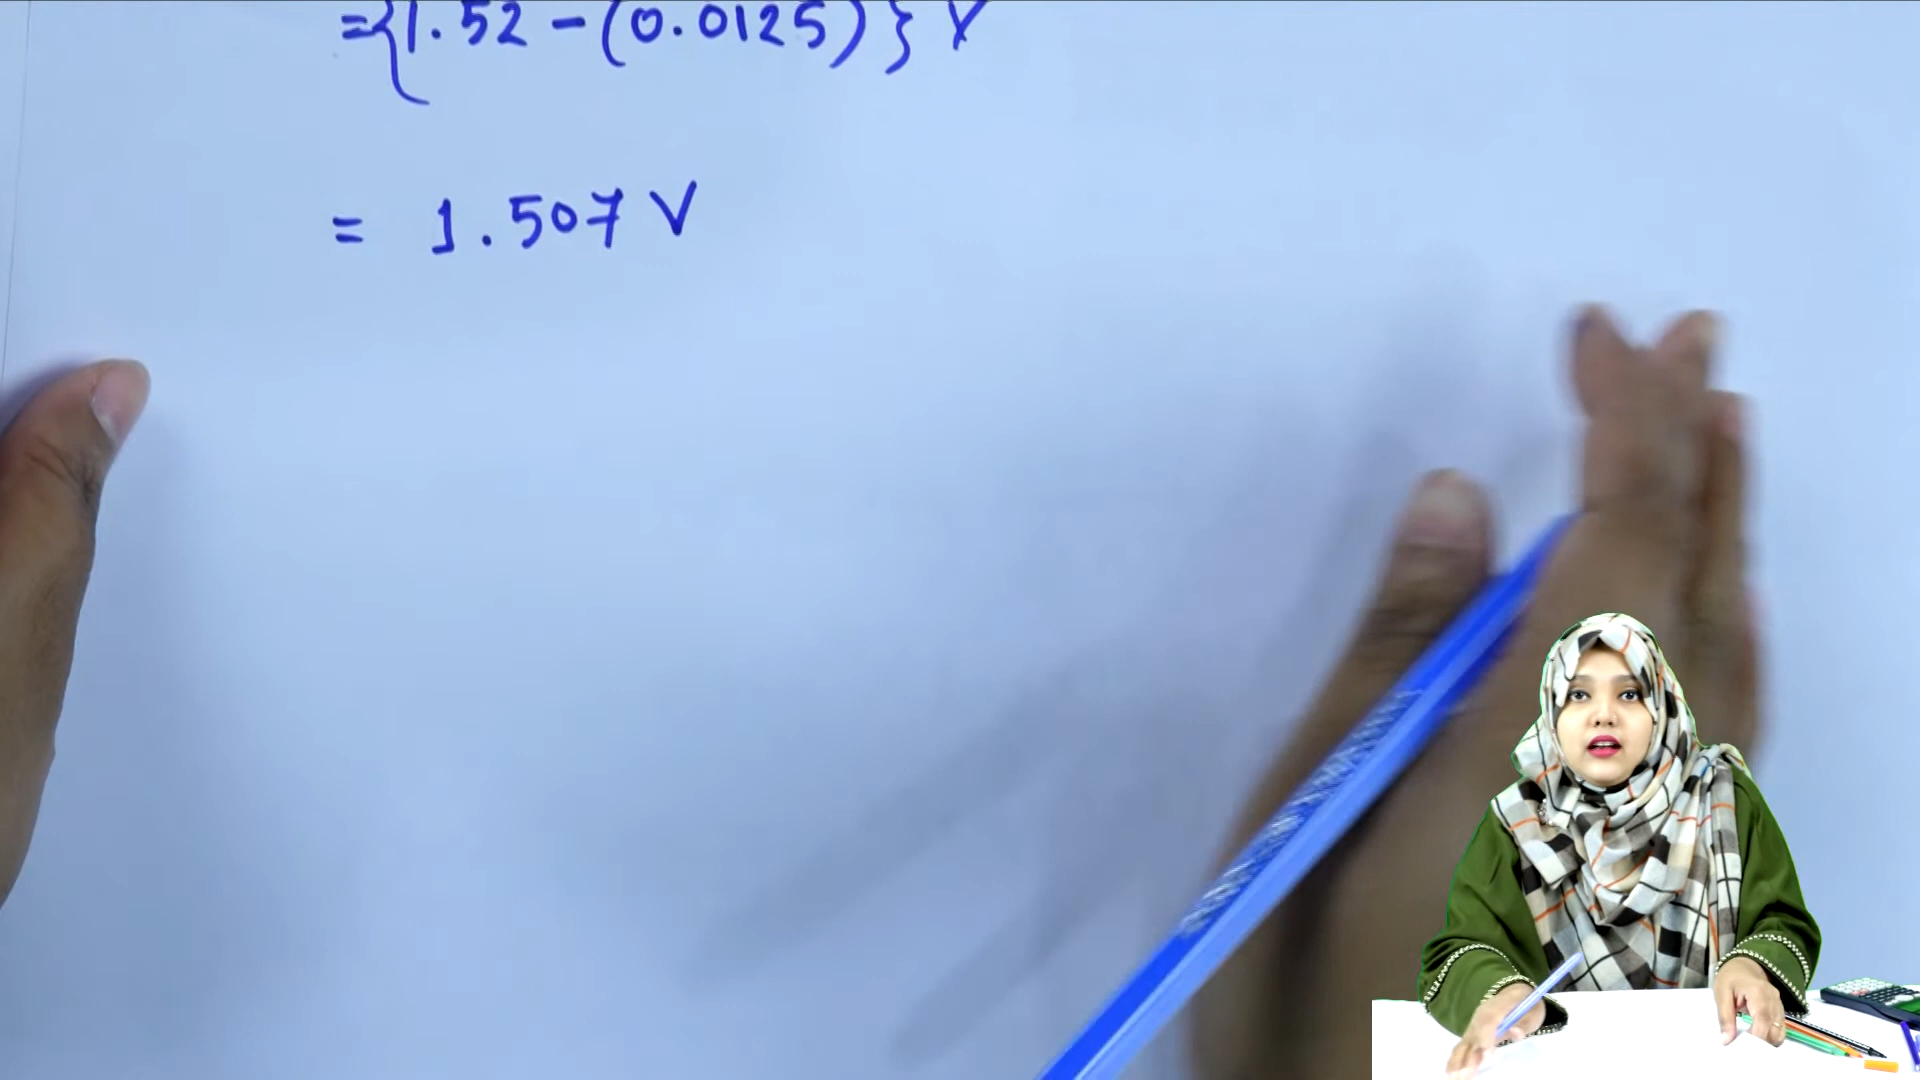 ={1.52-(0.0125)} V
= 1.507 V